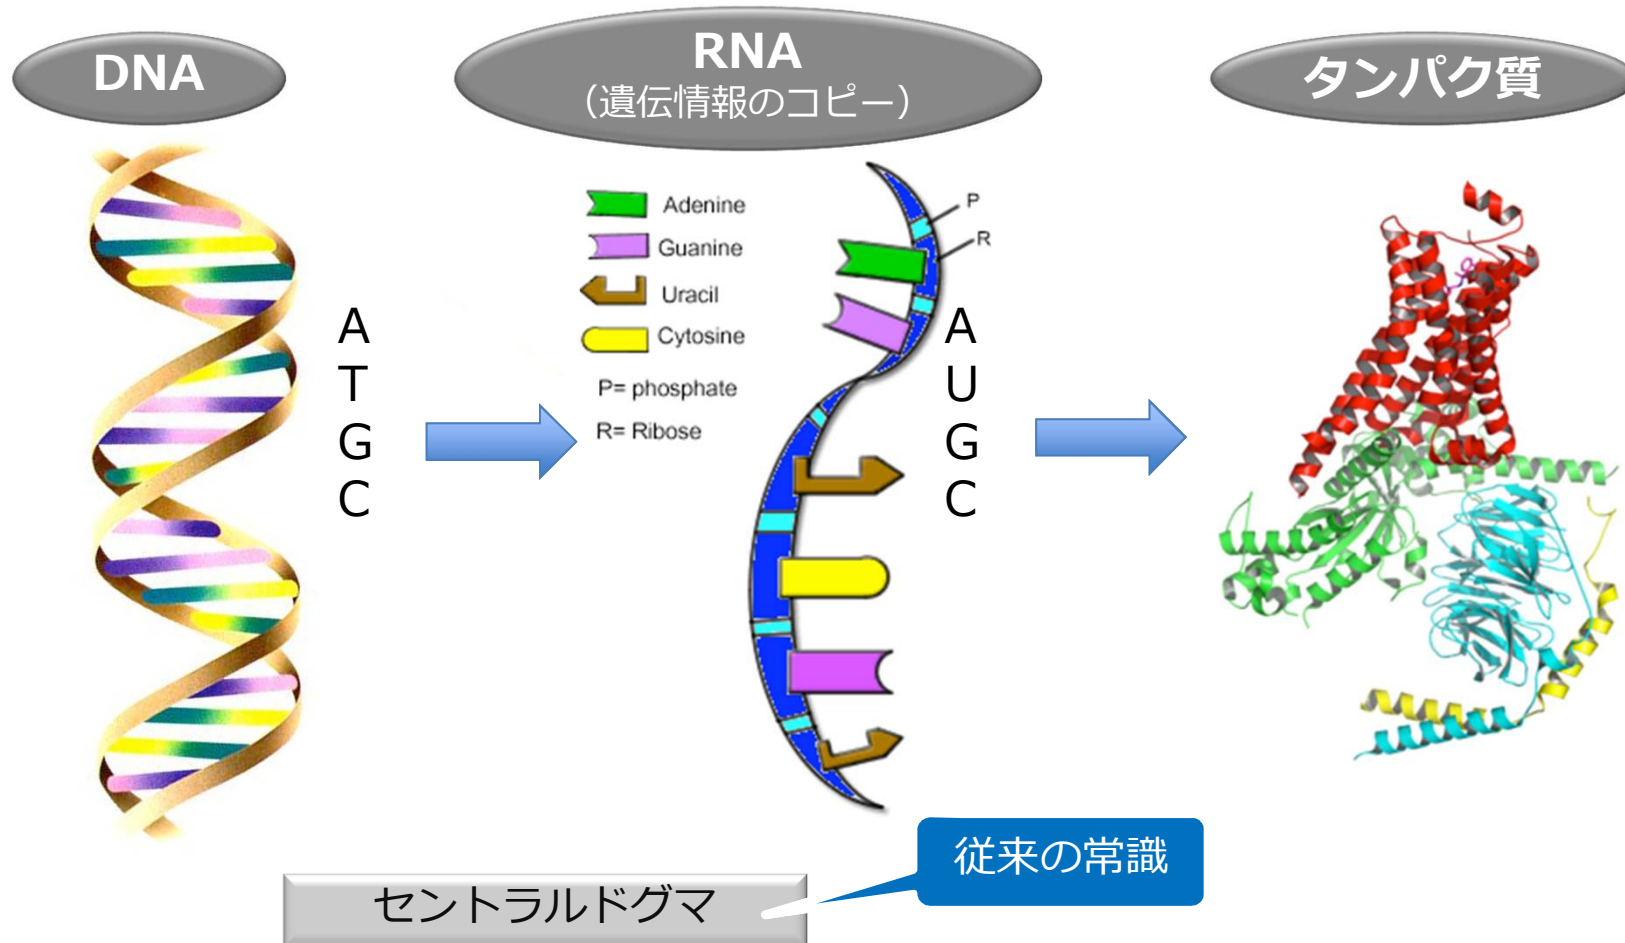 DNA
RNA
（遺伝情報のコピー）
タンパク質
A
T
G
C
Adenine
Guanine
Uracil
Cytosine
P= phosphate
R= Ribose
P
R
A
U
G
C
従来の常識
セントラルドグマ